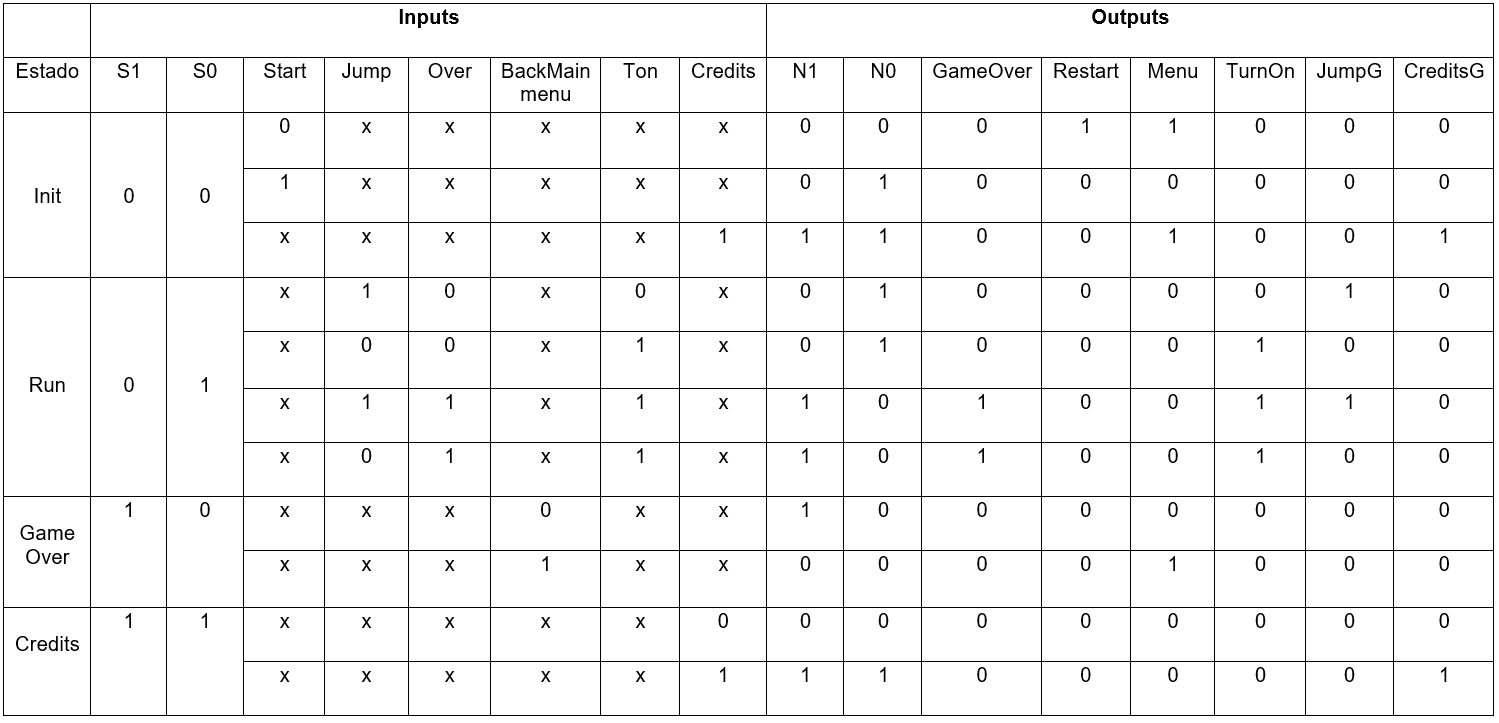 Inputs Outputs
Estado S1 S0 Start Jump Over BackMain Ton Credits N1 N0 GameOver Restart Menu TurnOn JumpG CreditsG
menu
0 x x x x x 0 0 0 1 1 0 0 0
Init 0 0 1 x x x x x 0 1 0 0 0 0 0 0
x x x x x 1 1 1 0 0 1 0 0 1
x 1 0 x 0 x 0 1 0 0 0 0 1 0
x 0 0 x 1 x 0 1 0 0 0 1 0 0
Run 0 1
x 1 1 x 1 x 1 0 1 0 0 1 1 0
x 0 1 x 1 x 1 0 1 0 0 1 0 0
1 0 x x x 0 x x 1 0 0 0 0 0 0 0
Game
Over
x x x 1 x x 0 0 0 0 1 0 0 0
1 1 x x x x x 0 0 0 0 0 0 0 0 0
Credits
x x x x x 1 1 1 0 0 0 0 0 1